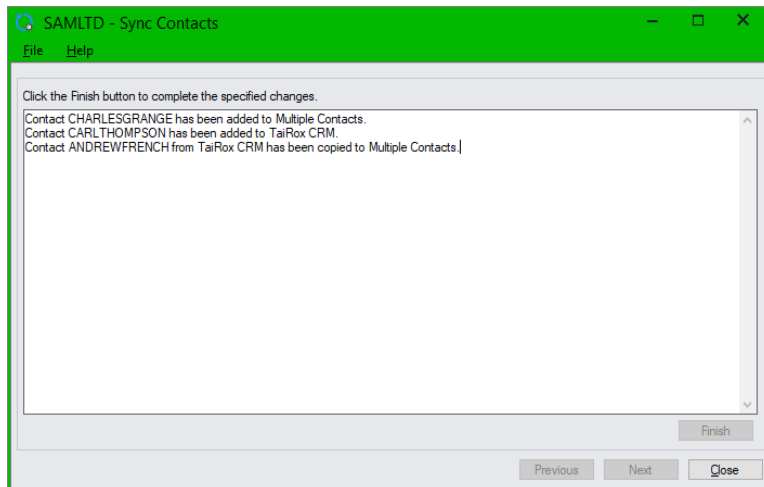 SAMLTD - Sync Contacts
File Help
Click the Finish button to complete the specified changes.
Contact CHARLESGRANGE has been added to Multiple Contacts.
Contact CARLTHOMPSON has been added to TaiRox CRM.
Contact ANDREWFRENCH from TaiRox CRM has been copied to Multiple Contacts.
Finish
Previous Next Close